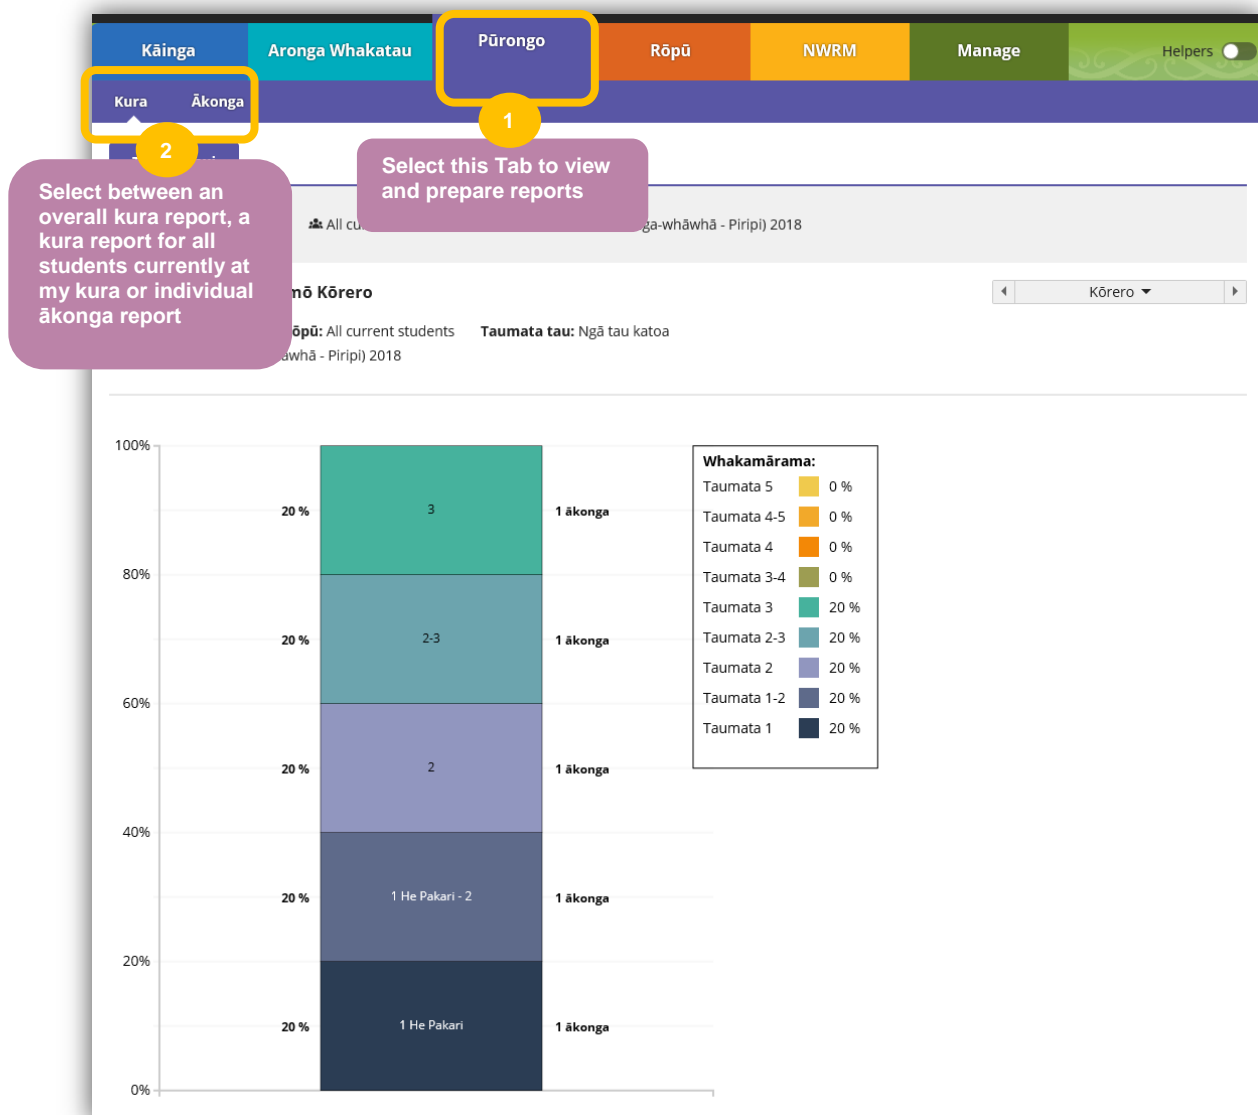 Kāinga
Aronga Whakatau
Pūrongo
Rōpū
NWRM
Manage
Helpers
Kura
Ākonga
1
Select this Tab to view
and prepare reports
2
Select between an
overall kura report, a
kura report for all
students currently at
my kura or individual
ākonga report
All
ga-whāwhā - Piripi) 2018
mō Kōrero
Kōrero
All current students
Taumata tau: Ngā tau katoa
Piripi) 2018
100%
80%
60%
40%
20%
0%
20 % 3 1 ākonga
20 % 2-3 1 ākonga
20 % 2 1 ākonga
20 % 1 He Pakari - 2 1 ākonga
20 % 1 He Pakari 1 ākonga
Whakamārama:
Taumata 5 0 %
Taumata 4-5 0 %
Taumata 4 0 %
Taumata 3-4 0 %
Taumata 3 20 %
Taumata 2-3 20 %
Taumata 2 20 %
Taumata 1-2 20 %
Taumata 1 20 %